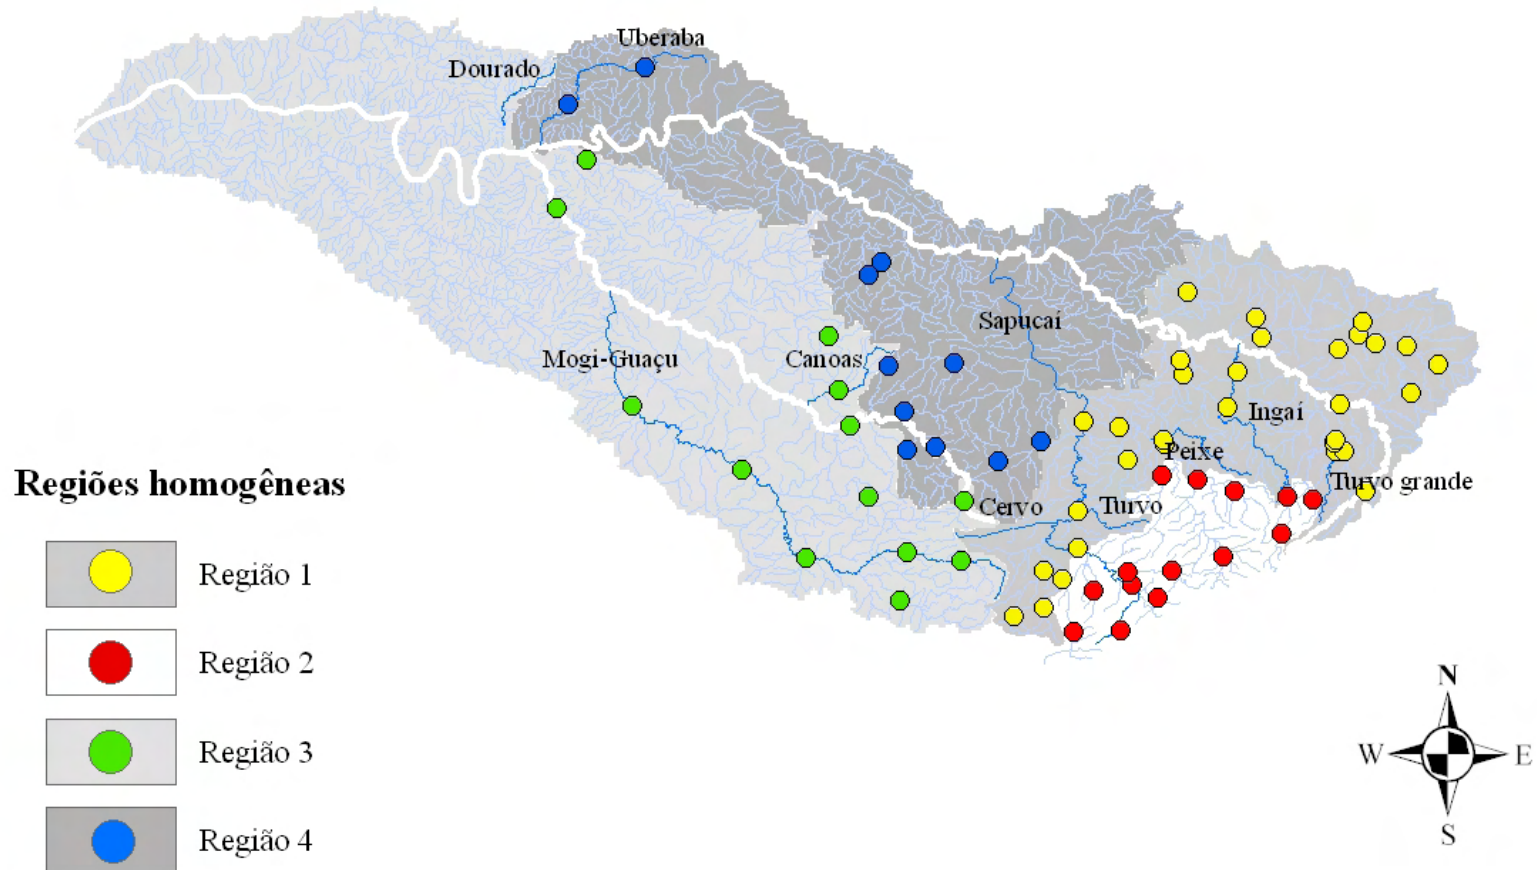 Uberaba
Dourado
Sapucaí
Mogi-Guaçu
Canoas
Ingaí
Peixe
Turvo grande
Cervo
Turvo
Regiões homogêneas
Região 1
Região 2
Região 3
Região 4
N
W
E
S